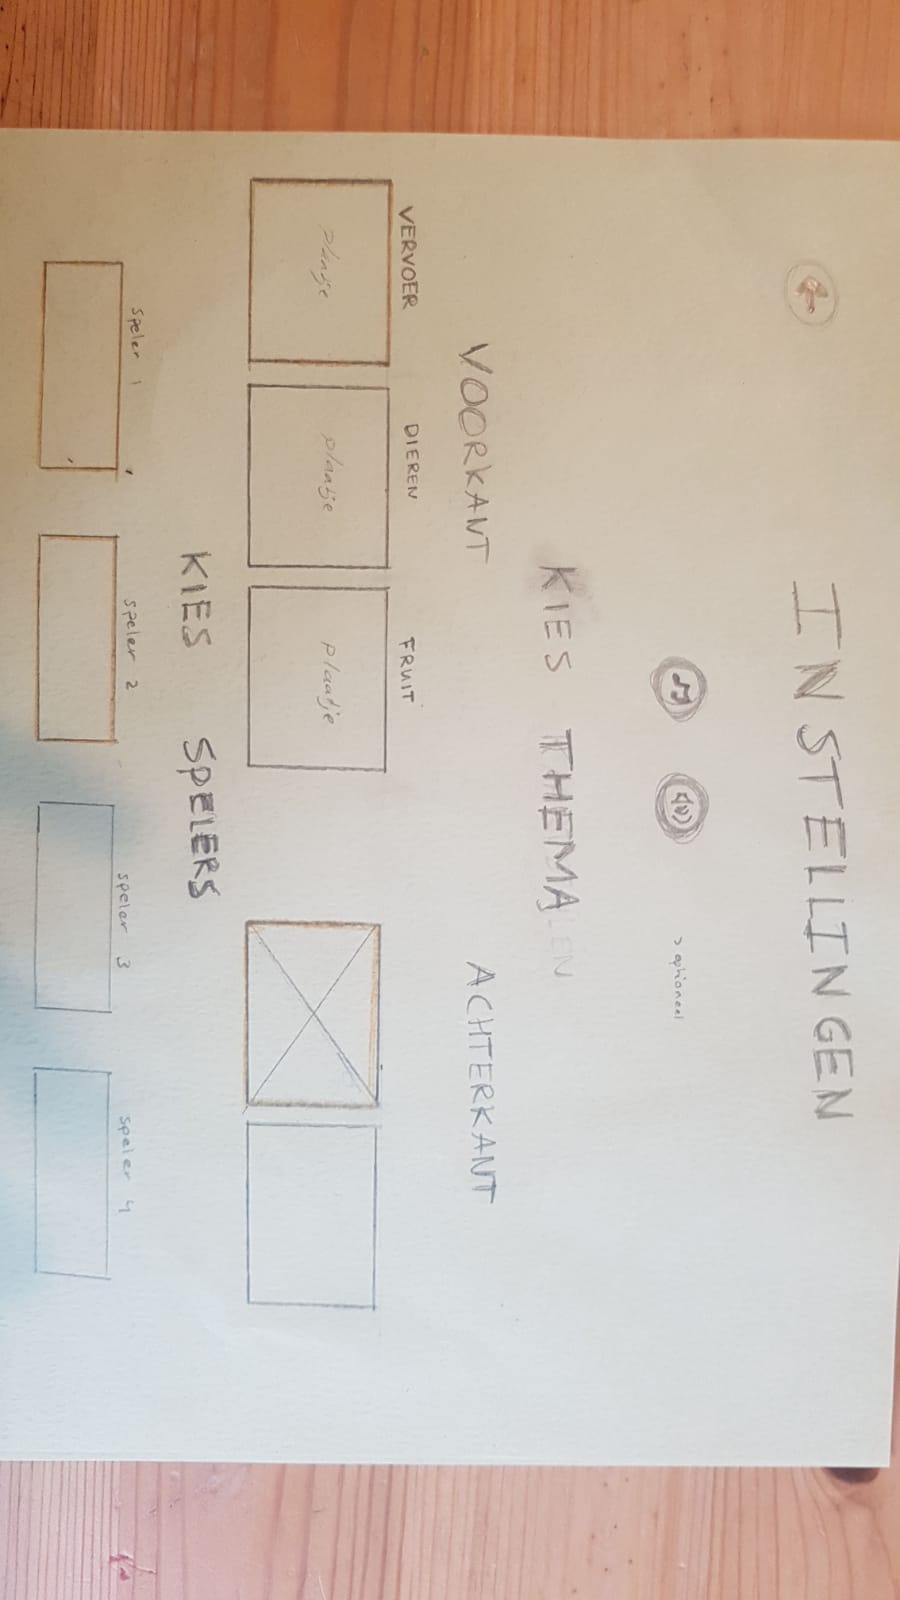 INSTELLINGEN
> optioneel
KIES THEMA
VOORKANT ACHTERKANT
VERVOER DIEREN FRUIT
plaatje plaatje plaatje
KIES SPELERS
speler 1 speler 2 speler 3 speler 4